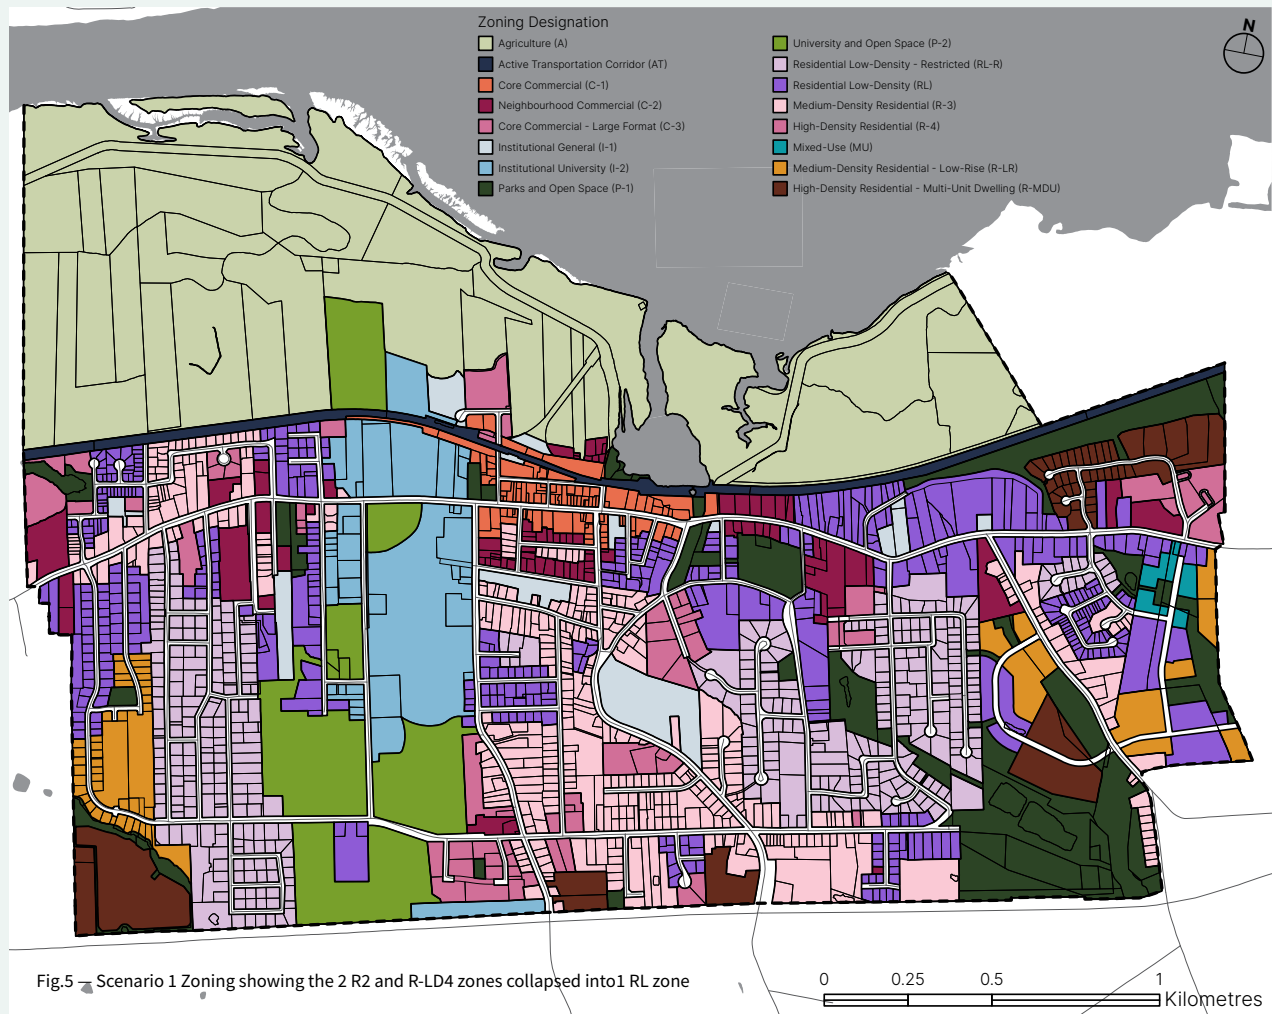 Zoning Designation
Agriculture (A)
Active Transportation Corridor (AT)
Core Commercial (C-1)
Neighbourhood Commercial (C-2)
Core Commercial - Large Format (C-3)
Institutional General (I-1)
Institutional University (I-2)
Parks and Open Space (P-1)
University and Open Space (P-2)
Residential Low-Density - Restricted (RL-R)
Residential Low-Density (RL)
Medium-Density Residential (R-3)
High-Density Residential (R-4)
Mixed-Use (MU)
Medium-Density Residential - Low-Rise (R-LR)
High-Density Residential - Multi-Unit Dwelling (R-MDU)
N
Fig.5 — Scenario 1 Zoning showing the 2 R2 and R-LD4 zones collapsed into1 RL zone
0 0.25 0.5 1
Kilometres